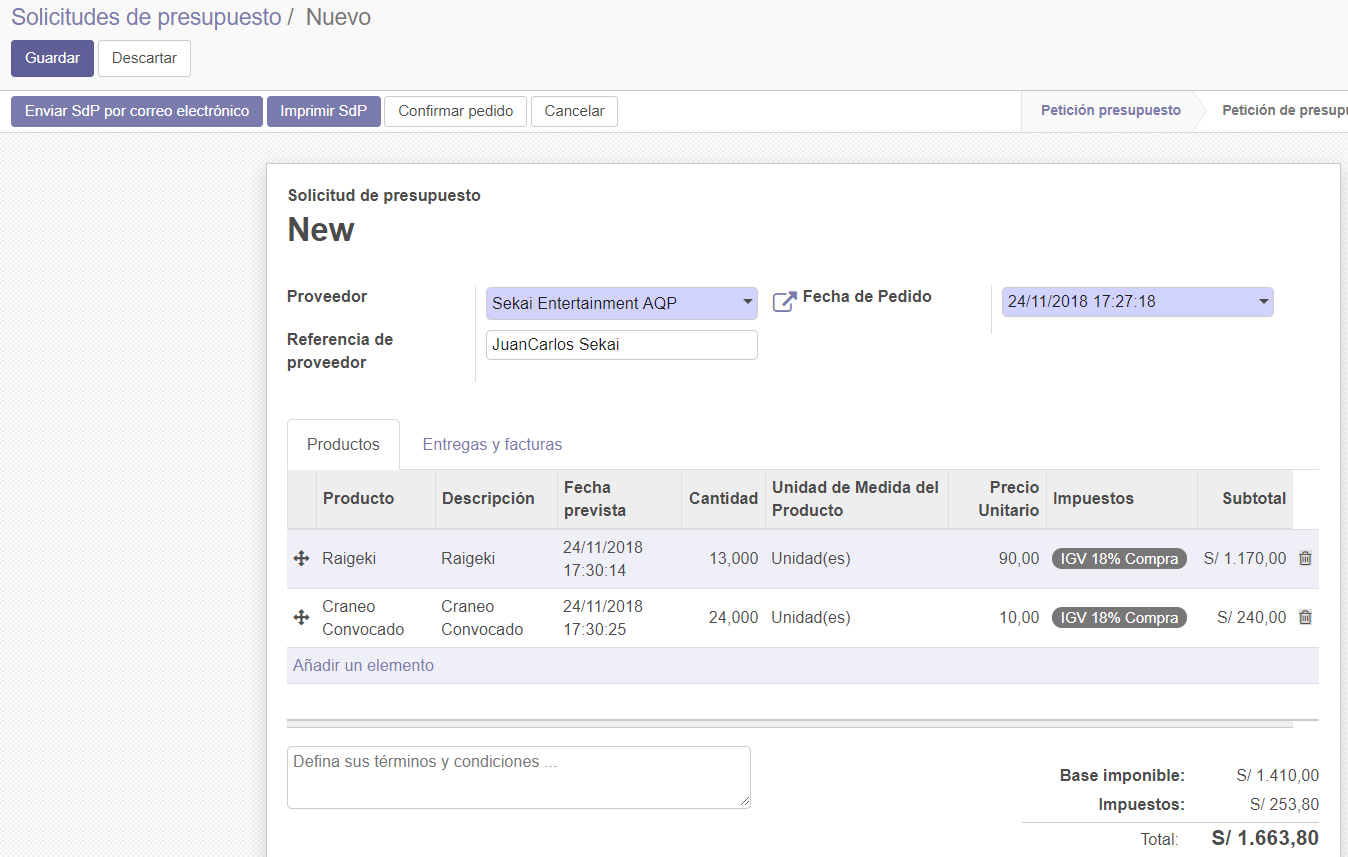 Solicitudes de presupuesto / Nuevo
Guardar Descartar
Enviar SdP por correo electrónico Imprimir SdP Confirmar pedido Cancelar Petición presupuesto Petición de presupu
Solicitud de presupuesto
New
Proveedor Sekai Entertainment AQP Fecha de Pedido 24/11/2018 17:27:18
Referencia de proveedor JuanCarlos Sekai
Productos Entregas y facturas
Producto Descripción Fecha prevista Cantidad Unidad de Medida del Producto Precio Unitario Impuestos Subtotal
Raigeki Raigeki 24/11/2018 17:30:14 13,000 Unidad(es) 90,00 IGV 18% Compra S/ 1.170,00
Craneo Convocado Craneo Convocado 24/11/2018 17:30:25 24,000 Unidad(es) 10,00 IGV 18% Compra S/ 240,00
Añadir un elemento
Defina sus términos y condiciones ...
Base imponible: S/ 1.410,00
Impuestos: S/ 253,80
Total: S/ 1.663,80